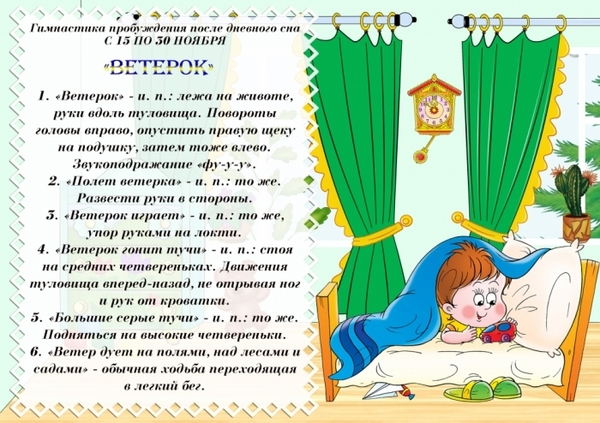 Гимнастика пробуждения после дневного сна
С 15 ПО 30 НОЯБРЯ
«ВЕТЕРОК»
1. «Ветерок» - и. п.: лежа на животе,
руки вдоль туловища. Повороты
головы вправо, опустить правую щеку
на подушку, затем тоже влево.
Звукоподражание «фу-у-у».
2. «Полет ветерка» - и. п.: то же.
Развести руки в стороны.
3. «Ветерок играет» - и. п.: то же,
упор руками на локти.
4. «Ветерок гонит тучи» - и. п.: стоя
на средних четвереньках. Движения
туловища вперед-назад, не отрывая ног
и рук от кроватки.
5. «Большие серые тучи» - и. п.: то же.
Подняться на высокие четвереньки.
6. «Ветер дует на полями, над лесами и
садами» - обычная ходьба переходящая
в легкий бег.